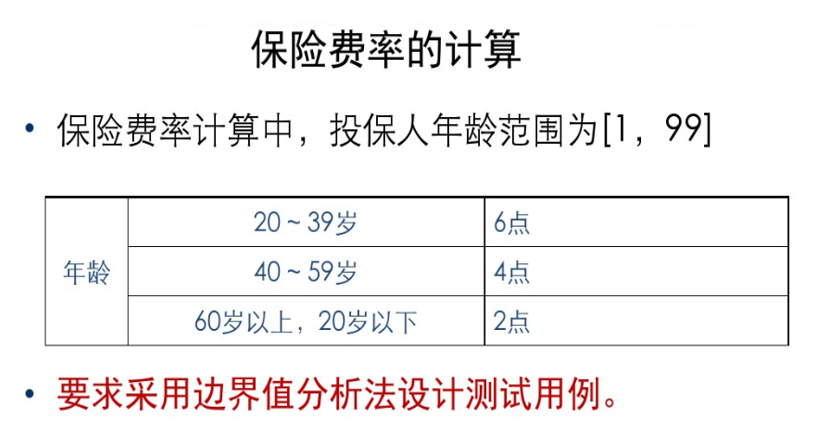 保险费率的计算
• 保险费率计算中，投保人年龄范围为[1，99]
年龄
20～39岁 6点
40～59岁 4点
60岁以上，20岁以下 2点
• 要求采用边界值分析法设计测试用例。